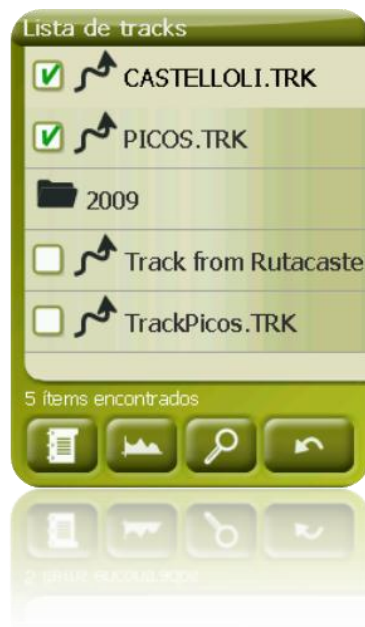 Lista de tracks
CASTELLOLI.TRK
PICOS.TRK
2009
Track from Rutacaste
TrackPicos.TRK
5 ítems encontrados